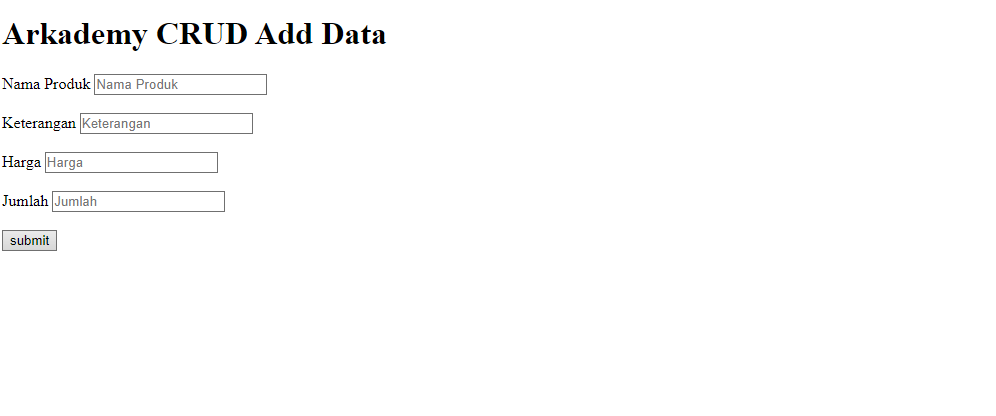 Arkademy CRUD Add Data
Nama Produk Nama Produk
Keterangan Keterangan
Harga Harga
Jumlah Jumlah
submit